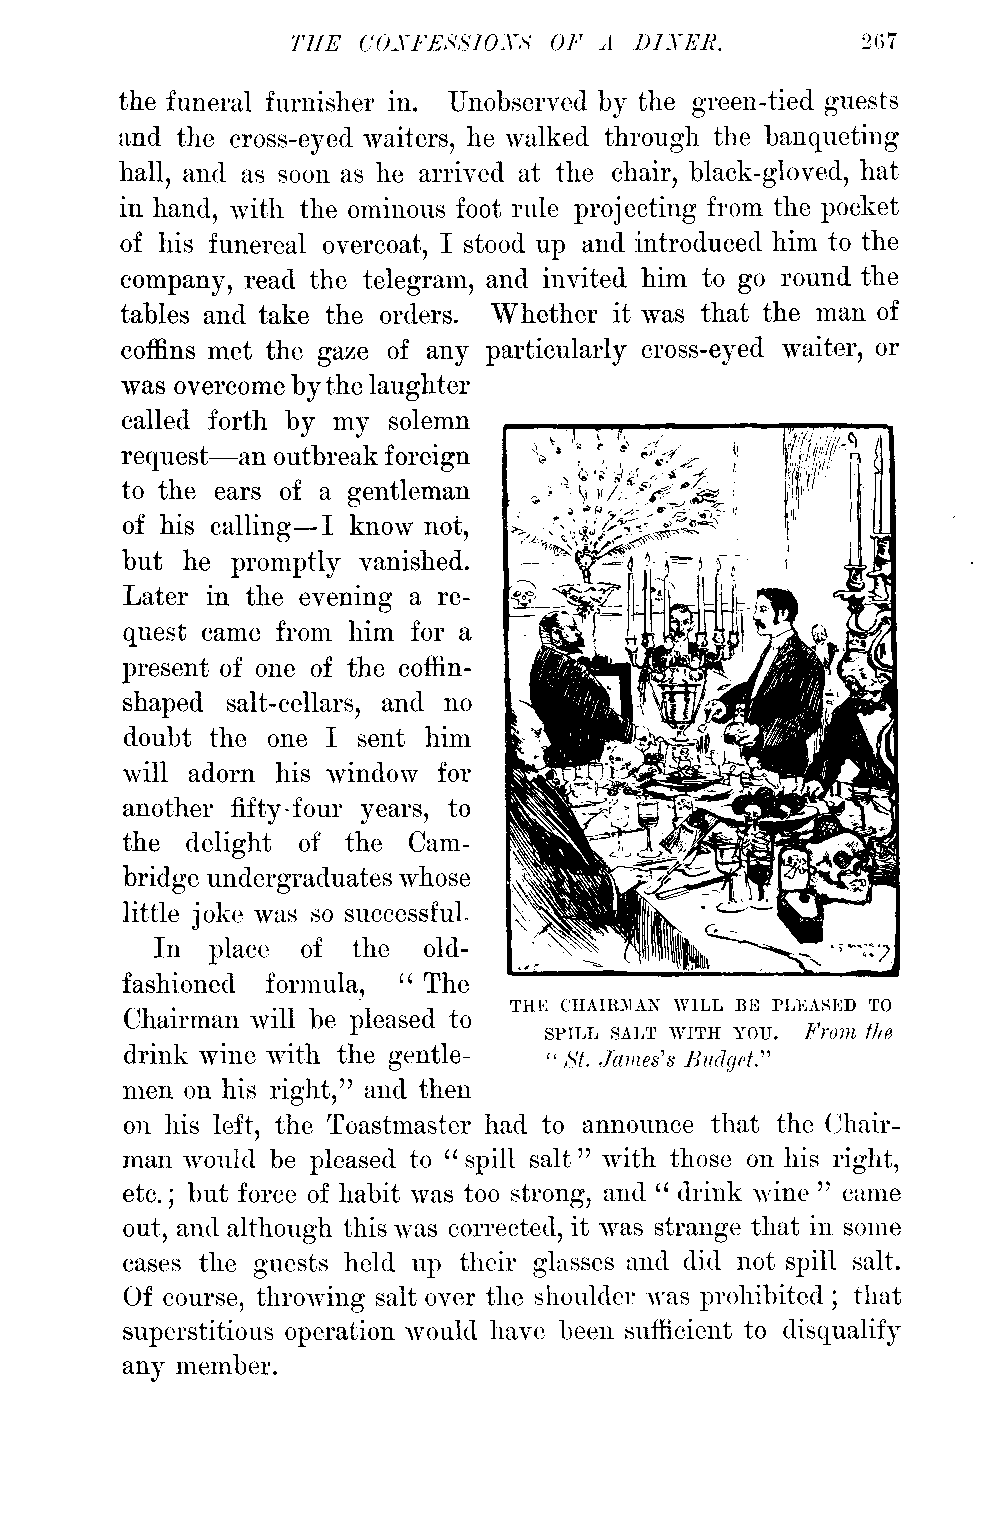 THE CONFESSIONS OF A DINER. 267
the funeral furnisher in. Unobserved by the green-tied guests
and the cross-eyed waiters, he walked through the banqueting
hall, and as soon as he arrived at the chair, black-gloved, hat
in hand, with the ominous foot rule projecting from the pocket
of his funereal overcoat, I stood up and introduced him to the
company, read the telegram, and invited him to go round the
tables and take the orders. Whether it was that the man of
coffins met the gaze of any particularly cross-eyed waiter, or
was overcome by the laughter
called forth by my solemn
request—an outbreak foreign
to the ears of a gentleman
of his calling—I know not,
but he promptly vanished.
Later in the evening a re-
quest came from him for a
present of one of the coffin-
shaped salt-cellars, and no
doubt the one I sent him
will adorn his window for
another fifty-four years, to
the delight of the Cam-
bridge undergraduates whose
little joke was so successful.
In place of the old-
fashioned formula, “ The
Chairman will be pleased to
drink wine with the gentle-
men on his right,” and then
THE CHAIRMAN WILL BE PLEASED TO
SPILL SALT WITH YOU. From the
“ St. James's Budget.”
on his left, the Toastmaster had to announce that the Chair-
man would be pleased to “ spill salt ” with those on his right,
etc. ; but force of habit was too strong, and “ drink wine ” came
out, and although this was corrected, it was strange that in some
cases the guests held up their glasses and did not spill salt.
Of course, throwing salt over the shoulder was prohibited ; that
superstitious operation would have been sufficient to disqualify
any member.